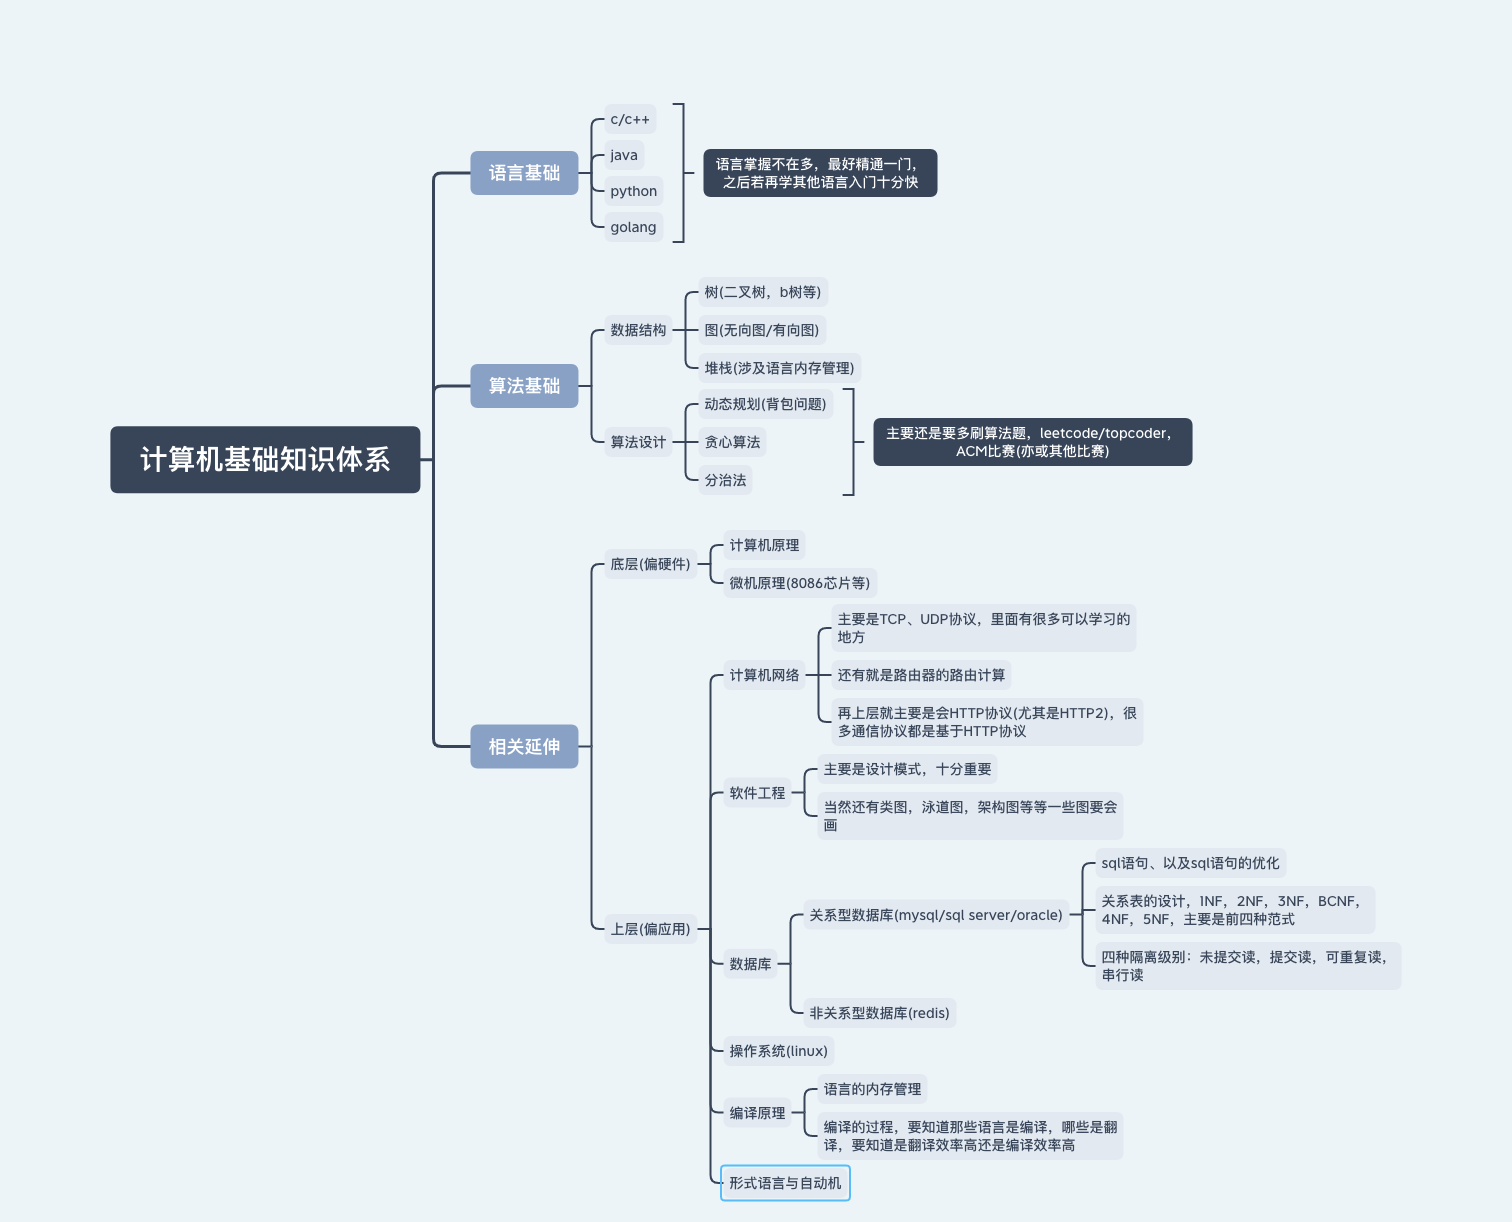 计算机基础知识体系
语言基础
c/c++
java
python
golang
语言掌握不在多，最好精通一门，
之后若再学其他语言入门十分快
算法基础
数据结构
树(二叉树，b树等)
图(无向图/有向图)
堆栈(涉及语言内存管理)
算法设计
动态规划(背包问题)
贪心算法
分治法
主要还是要多刷算法题，leetcode/topcoder，
ACM比赛(亦或其他比赛)
相关延伸
底层(偏硬件)
计算机原理
微机原理(8086芯片等)
上层(偏应用)
计算机网络
主要是TCP、UDP协议，里面有很多可以学习的
地方
还有就是路由器的路由计算
再上层就主要是会HTTP协议(尤其是HTTP2)，很
多通信协议都是基于HTTP协议
软件工程
主要是设计模式，十分重要
当然还有类图，泳道图，架构图等等一些图要会
画
数据库
关系型数据库(mysql/sql server/oracle)
sql语句、以及sql语句的优化
关系表的设计，1NF，2NF，3NF，BCNF，
4NF，5NF，主要是前四种范式
四种隔离级别：未提交读，提交读，可重复读，
串行读
非关系型数据库(redis)
操作系统(linux)
编译原理
语言的内存管理
编译的过程，要知道那些语言是编译，哪些是翻
译，要知道是翻译效率高还是编译效率高
形式语言与自动机